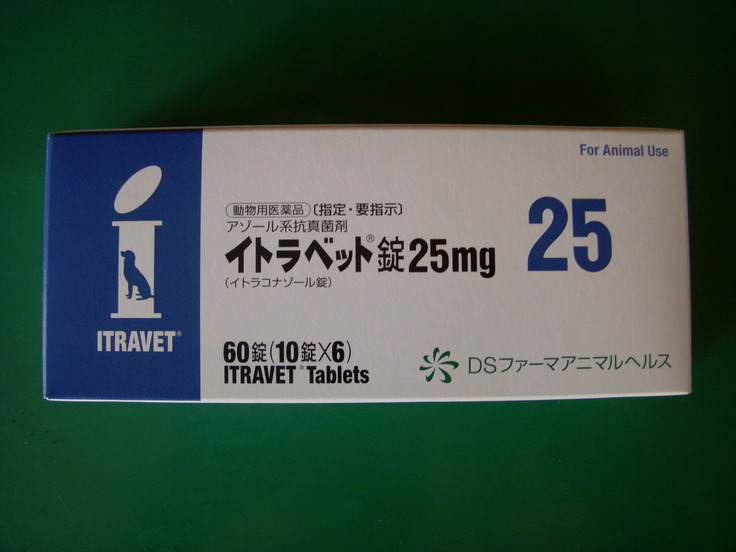 For Animal Use
動物用医薬品 〔指定・要指示〕
アゾール系抗真菌剤
イトラベット®錠25mg
25
(イトラコナゾール錠)
ITRAVET®
60錠(10錠×6)
ITRAVET® Tablets
DSファーマアニマルヘルス